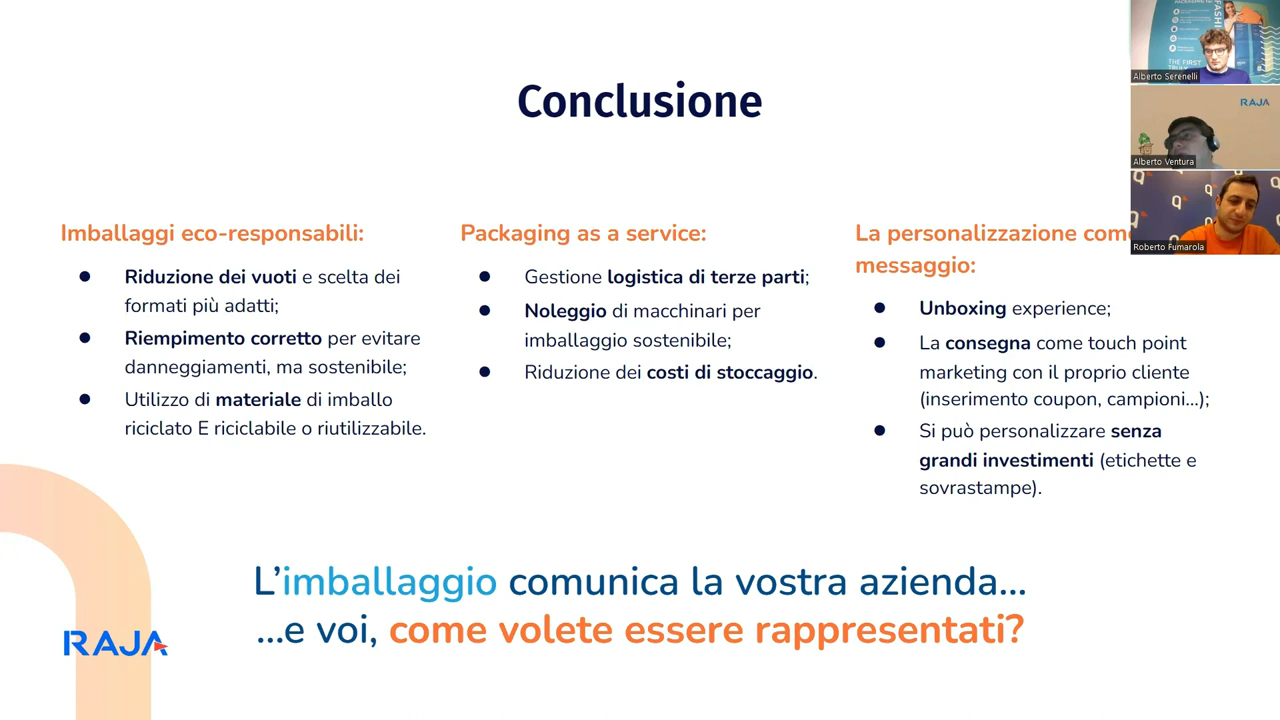 Conclusione
Imballaggi eco-responsabili:
● Riduzione dei vuoti e scelta dei
formati più adatti;
● Riempimento corretto per evitare
danneggiamenti, ma sostenibile;
● Utilizzo di materiale di imballo
riciclato E riciclabile o riutilizzabile.
Packaging as a service:
● Gestione logistica di terze parti;
● Noleggio di macchinari per
imballaggio sostenibile;
● Riduzione dei costi di stoccaggio.
La personalizzazione come
messaggio:
● Unboxing experience;
● La consegna come touch point
marketing con il proprio cliente
(inserimento coupon, campioni...);
● Si può personalizzare senza
grandi investimenti (etichette e
sovrastampe).
L'imballaggio comunica la vostra azienda...
...e voi, come volete essere rappresentati?
RAJA
THE FIRST
Alberto Serenelli
RAJA
Alberto Ventura
Roberto Fumarola